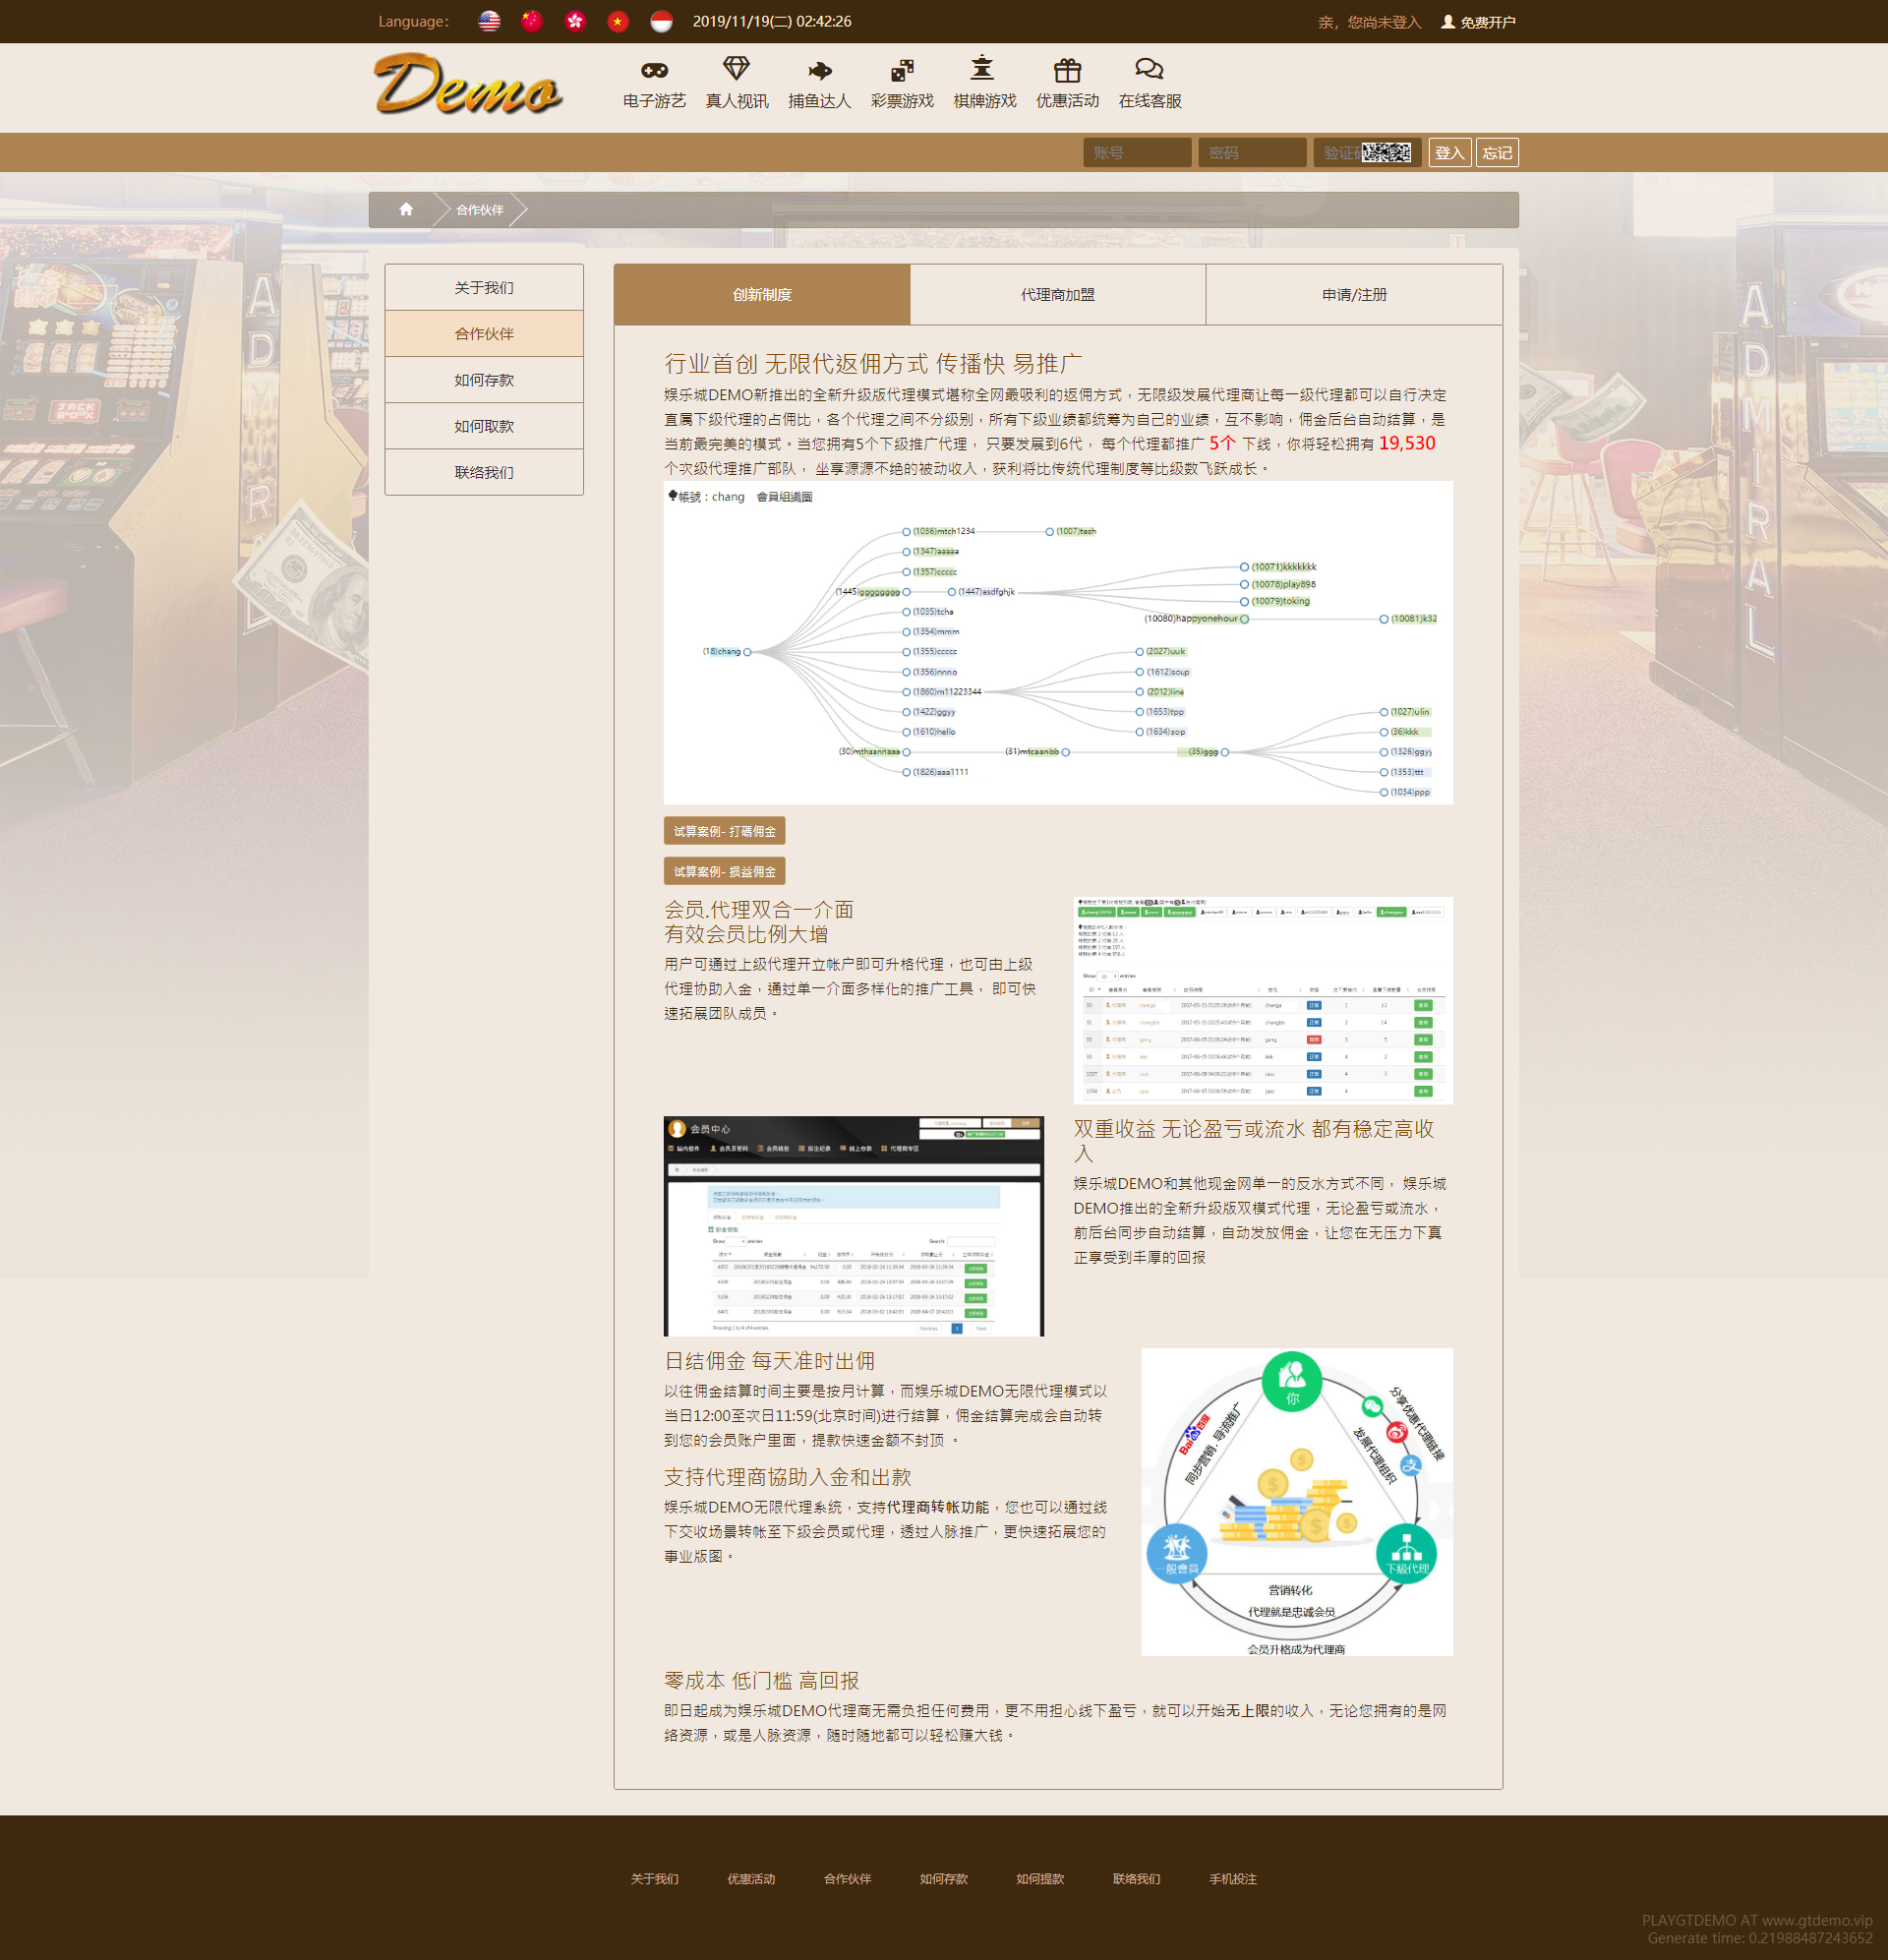 Language：
2019/11/19(二) 02:42:26
亲，您尚未登入
免费开户
Demo
电子游艺
真人视讯
捕鱼达人
彩票游戏
棋牌游戏
优惠活动
在线客服
账号
密码
登入
忘记
合作伙伴
关于我们
合作伙伴
如何存款
如何取款
联络我们
创新制度
代理商加盟
申请/注册
行业首创 无限代返佣方式 传播快 易推广
娱乐城DEMO新推出的全新升级版代理模式堪称全网最吸利的返佣方式，无限级发展代理商让每一级代理都可以自行决定
直属下级代理的占佣比，各个代理之间不分级别，所有下级业绩都统筹为自己的业绩，互不影响，佣金后台自动结算，是
当前最完美的模式。当您拥有5个下级推广代理， 只要发展到6代， 每个代理都推广 5个 下线，你将轻松拥有 19,530
个次级代理推广部队， 坐享源源不绝的被动收入，获利将比传统代理制度等比级数飞跃成长。
帳號：chang 會員组織圖
(1036)mtch1234
(1007)tesh
(1347)aaaaa
(1357)ccccc
(10071)kkkkkkk
(10078)play898
(1445)gggggggg
(1447)asdfghjk
(10079)toking
(1035)tcha
(10080)happyonehour
(10081)k32
(1354)mmm
(18)chang
(1355)ccccc
(2027)uuk
(1356)nnno
(1612)soup
(1860)m11223344
(2012)line
(1422)ggyy
(1653)tpp
(1027)ulin
(1610)hello
(1634)sop
(36)kkk
(30)mthaannaaa
(31)mtcaanbb
(35)ggg
(1326)ggyy
(1826)aaa1111
(1353)ttt
(1034)ppp
试算案例- 打碼佣金
试算案例- 损益佣金
会员.代理双合一介面
有效会员比例大增
用户可通过上级代理开立帐户即可升格代理，也可由上级
代理协助入金，通过单一介面多样化的推广工具， 即可快
速拓展团队成员。
会员中心
站内信件
会员及密码
会员钱包
投注纪录
线上存款
代理商专区
Showing 1 to 4 of 4 entries
Previous
1
Next
双重收益 无论盈亏或流水 都有稳定高收
入
娱乐城DEMO和其他现金网单一的反水方式不同， 娱乐城
DEMO推出的全新升级版双模式代理，无论盈亏或流水，
前后台同步自动结算，自动发放佣金，让您在无压力下真
正享受到丰厚的回报
日结佣金 每天准时出佣
以往佣金结算时间主要是按月计算，而娱乐城DEMO无限代理模式以
当日12:00至次日11:59(北京时间)进行结算，佣金结算完成会自动转
到您的会员账户里面，提款快速金额不封顶 。
支持代理商協助入金和出款
娱乐城DEMO无限代理系统，支持代理商转帐功能，您也可以通过线
下交收场景转帐至下级会员或代理，透过人脉推广，更快速拓展您的
事业版图。
你
Bai百度
同步营销. 导流推广
分享优惠代理链接
发展代理组织
一般會員
下級代理
营销转化
代理就是忠诚会员
会员升格成为代理商
零成本 低门槛 高回报
即日起成为娱乐城DEMO代理商无需负担任何费用，更不用担心线下盈亏，就可以开始无上限的收入，无论您拥有的是网
络资源，或是人脉资源，随时随地都可以轻松赚大钱。
关于我们
优惠活动
合作伙伴
如何存款
如何提款
联络我们
手机投注
PLAYGTDEMO AT www.gtdemo.vip
Generate time: 0.21988487243652